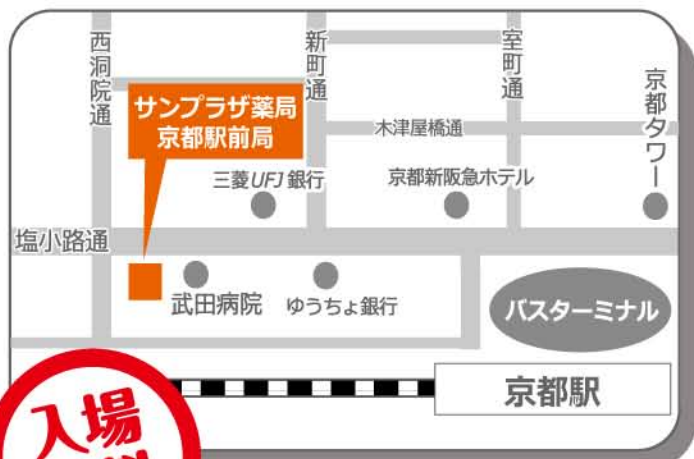 西洞院通
新町通
室町通
京都タワー
サンプラザ薬局
京都駅前局
木津屋橋通
三菱UFJ銀行
京都新阪急ホテル
塩小路通
武田病院
ゆうちょ銀行
バスターミナル
京都駅
入場